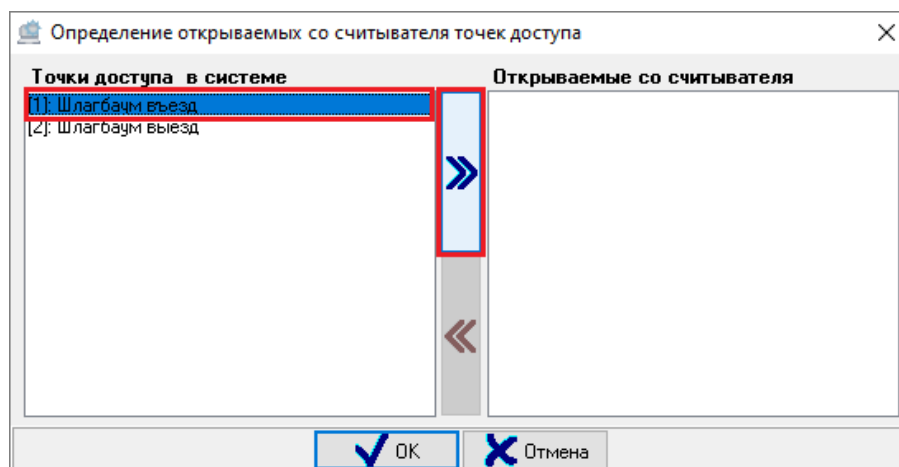 Определение открываемых со считывателя точек доступа
Точки доступа в системе
Открываемые со считывателя
[1]: Шлагбаум въезд
[2]: Шлагбаум выезд
OK
Отмена